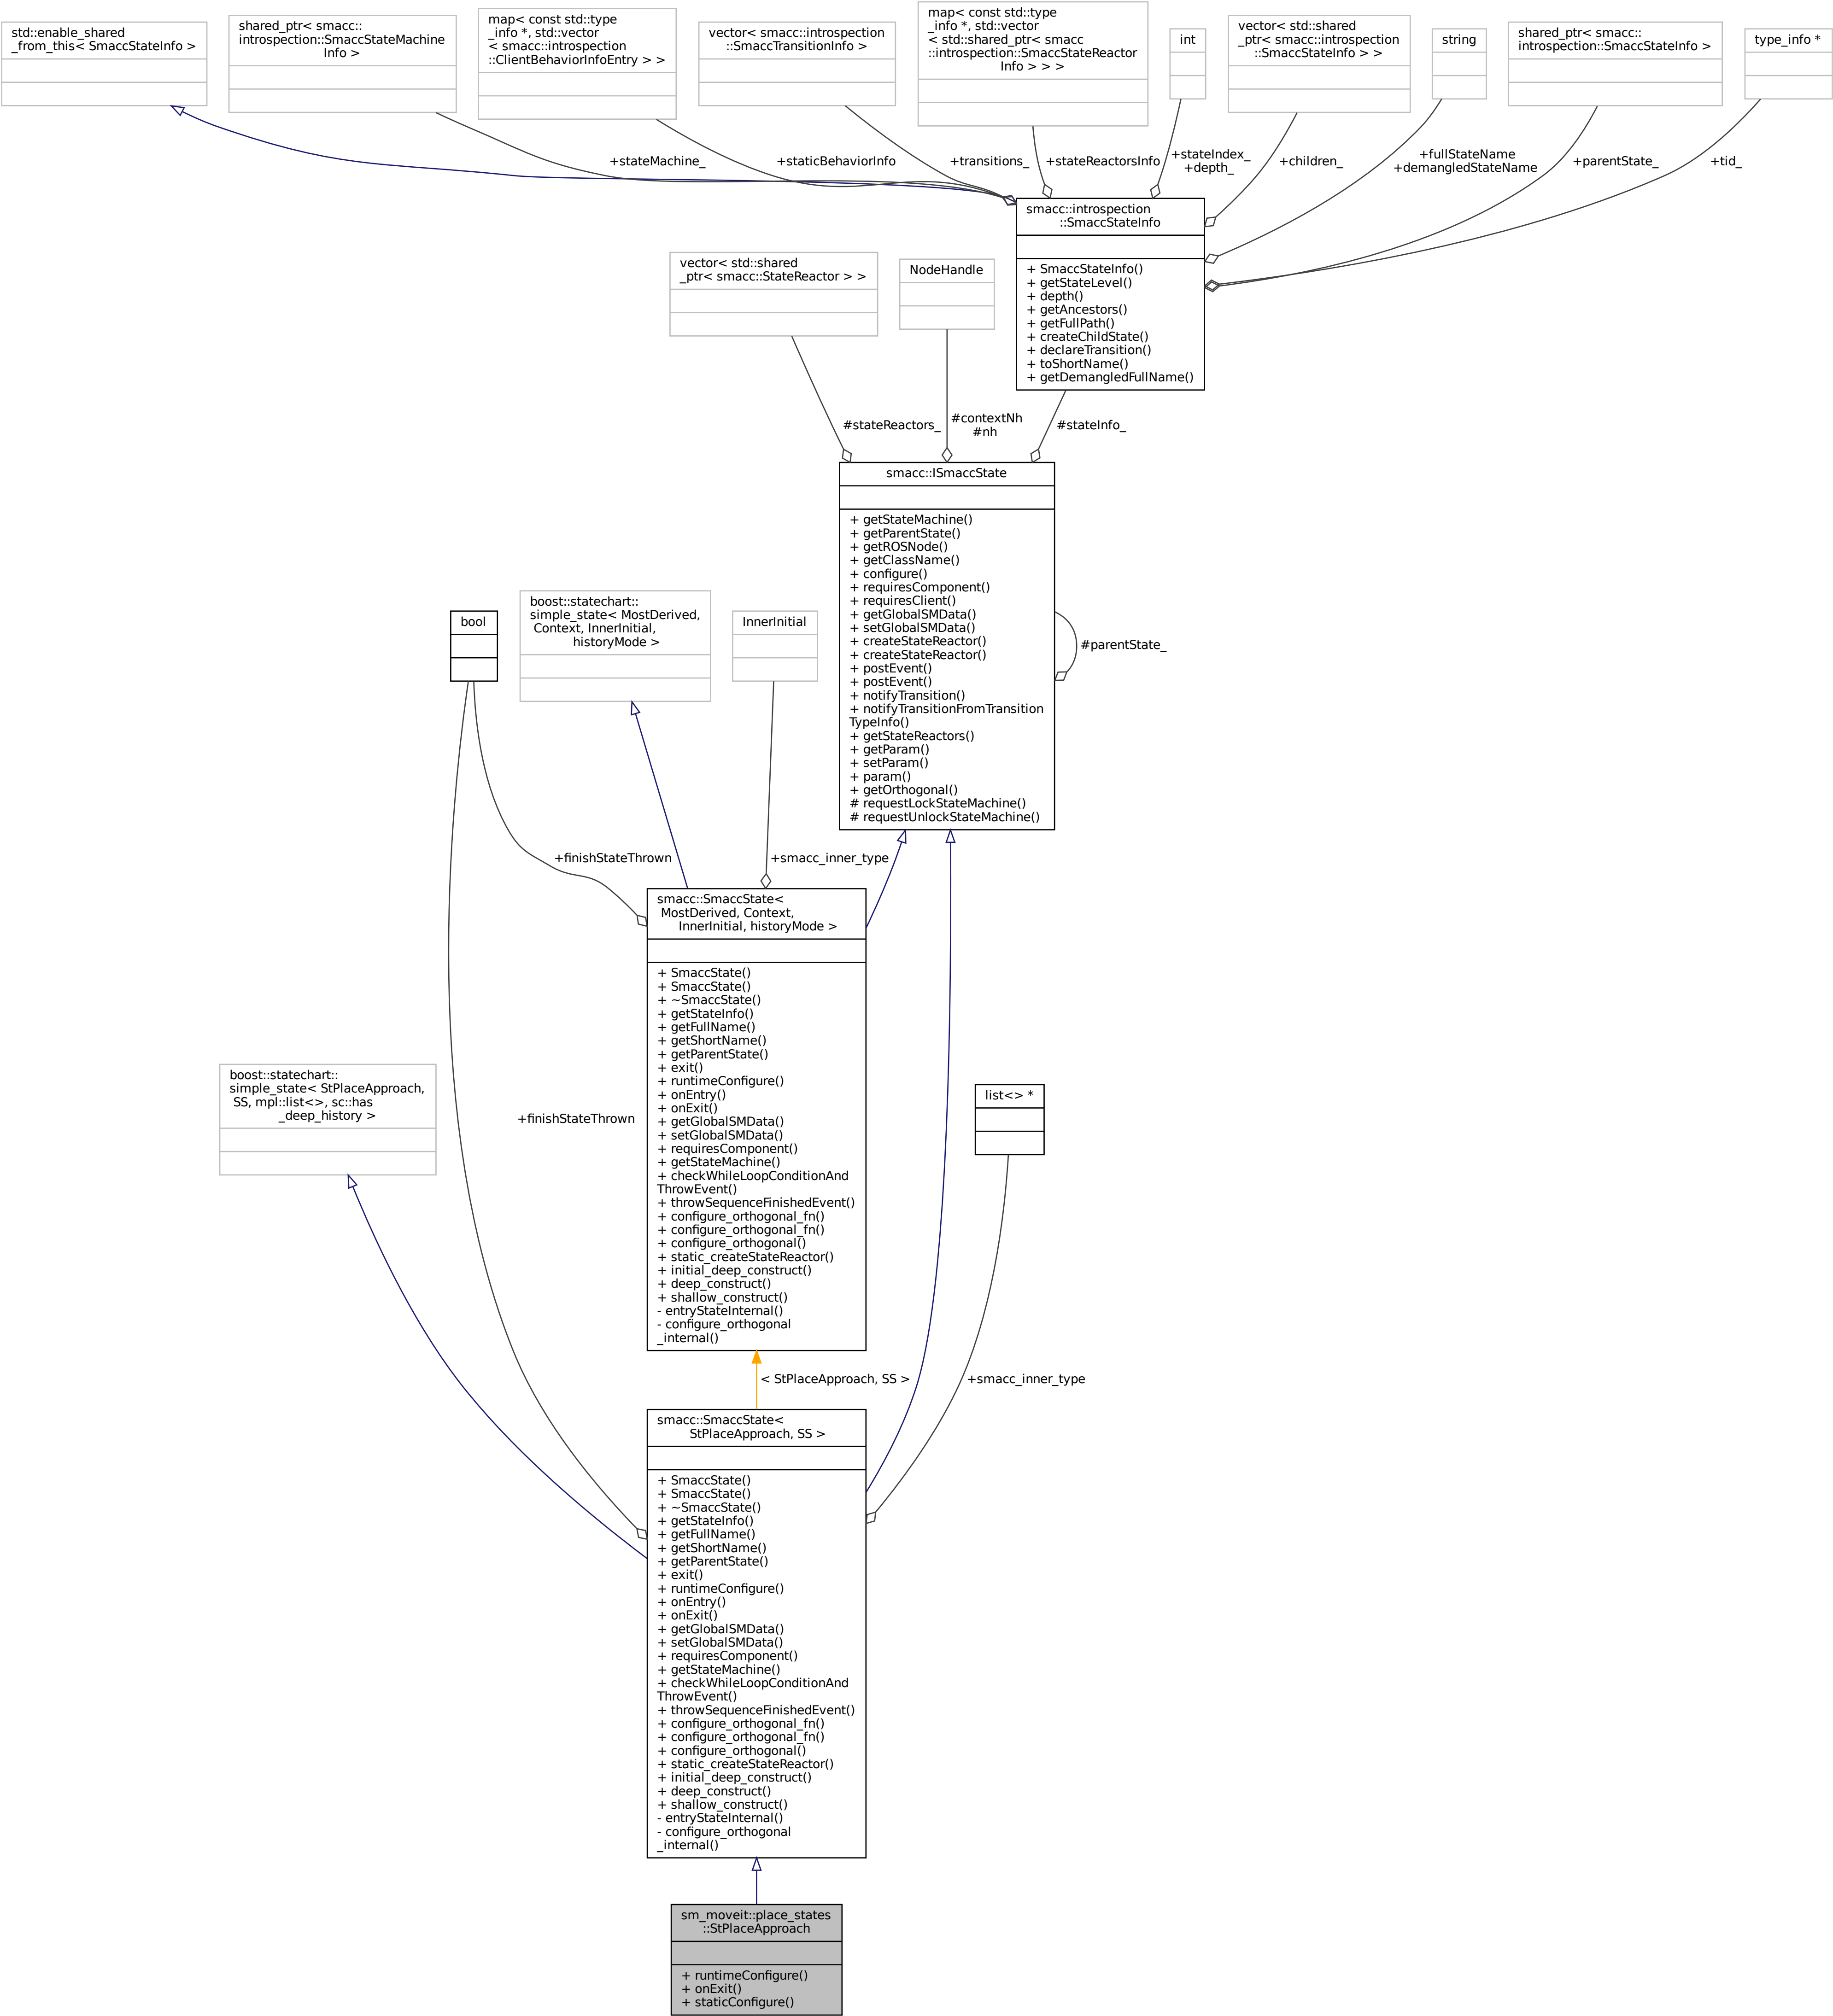 std::enable_shared
_from_this< SmaccStateInfo >
shared_ptr< smacc::
introspection::SmaccStateMachine
Info >
map< const std::type
_info *, std::vector
< smacc::introspection
::ClientBehaviorInfoEntry > >
vector< smacc::introspection
::SmaccTransitionInfo >
map< const std::type
_info *, std::vector
< std::shared_ptr< smacc
::introspection::SmaccStateReactor
Info > > >
int
vector< std::shared
_ptr< smacc::introspection
::SmaccStateInfo > >
string
shared_ptr< smacc::
introspection::SmaccStateInfo >
type_info *
+stateMachine_
+staticBehaviorInfo
+transitions_
+stateReactorsInfo
+stateIndex_
+depth_
+children_
+fullStateName
+demangledStateName
+parentState_
+tid_
smacc::introspection
::SmaccStateInfo
+ SmaccStateInfo()
+ getStateLevel()
+ depth()
+ getAncestors()
+ getFullPath()
+ createChildState()
+ declareTransition()
+ toShortName()
+ getDemangledFullName()
vector< std::shared
_ptr< smacc::StateReactor > >
NodeHandle
#stateReactors_
#contextNh
#nh
#stateInfo_
smacc::ISmaccState
+ getStateMachine()
+ getParentState()
+ getROSNode()
+ getClassName()
+ configure()
+ requiresComponent()
+ requiresClient()
+ getGlobalSMData()
+ setGlobalSMData()
+ createStateReactor()
+ createStateReactor()
+ postEvent()
+ postEvent()
+ notifyTransition()
+ notifyTransitionFromTransition
TypeInfo()
+ getStateReactors()
+ getParam()
+ setParam()
+ param()
+ getOrthogonal()
# requestLockStateMachine()
# requestUnlockStateMachine()
#parentState_
bool
boost::statechart::
simple_state< MostDerived,
Context, InnerInitial,
historyMode >
InnerInitial
+finishStateThrown
+smacc_inner_type
smacc::SmaccState<
MostDerived, Context,
InnerInitial, historyMode >
+ SmaccState()
+ SmaccState()
+ ~SmaccState()
+ getStateInfo()
+ getFullName()
+ getShortName()
+ getParentState()
+ exit()
+ runtimeConfigure()
+ onEntry()
+ onExit()
+ getGlobalSMData()
+ setGlobalSMData()
+ requiresComponent()
+ getStateMachine()
+ checkWhileLoopConditionAnd
ThrowEvent()
+ throwSequenceFinishedEvent()
+ configure_orthogonal_fn()
+ configure_orthogonal_fn()
+ configure_orthogonal()
+ static_createStateReactor()
+ initial_deep_construct()
+ deep_construct()
+ shallow_construct()
- entryStateInternal()
- configure_orthogonal
_internal()
boost::statechart::
simple_state< StPlaceApproach,
SS, mpl::list<>, sc::has
_deep_history >
+finishStateThrown
list<> *
< StPlaceApproach, SS >
+smacc_inner_type
smacc::SmaccState<
StPlaceApproach, SS >
+ SmaccState()
+ SmaccState()
+ ~SmaccState()
+ getStateInfo()
+ getFullName()
+ getShortName()
+ getParentState()
+ exit()
+ runtimeConfigure()
+ onEntry()
+ onExit()
+ getGlobalSMData()
+ setGlobalSMData()
+ requiresComponent()
+ getStateMachine()
+ checkWhileLoopConditionAnd
ThrowEvent()
+ throwSequenceFinishedEvent()
+ configure_orthogonal_fn()
+ configure_orthogonal_fn()
+ configure_orthogonal()
+ static_createStateReactor()
+ initial_deep_construct()
+ deep_construct()
+ shallow_construct()
- entryStateInternal()
- configure_orthogonal
_internal()
sm_moveit::place_states
::StPlaceApproach
+ runtimeConfigure()
+ onExit()
+ staticConfigure()